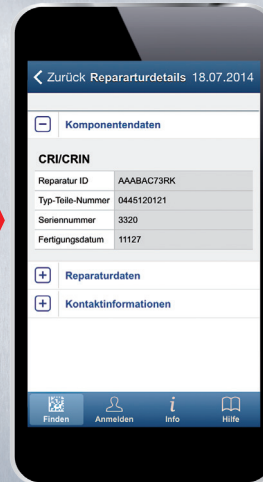 Zurück Repararturdetails 18.07.2014
Komponentendaten
CRI/CRIN
Reparatur ID AAABAC73RK
Typ-Teile-Nummer 0445120121
Seriennummer 3320
Fertigungsdatum 11127
Reparaturdaten
Kontaktinformationen
Finden Anmelden Info Hilfe